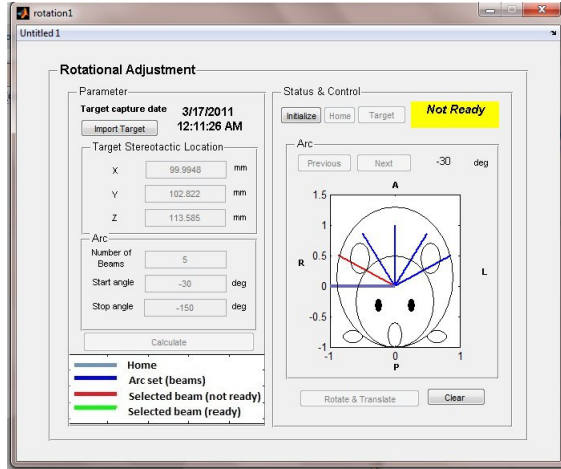 rotation1
Untitled 1
Rotational Adjustment
Parameter
Target capture date
3/17/2011
12:11:26 AM
Import Target
Target Stereotactic Location
X 99.9948 mm
Y 102.822 mm
Z 113.585 mm
Arc
Number of
Beams
5
Start angle -30 deg
Stop angle -150 deg
Calculate
Home
Arc set (beams)
Selected beam (not ready)
Selected beam (ready)
Status & Control
Initialize Home Target Not Ready
Arc
Previous Next -30 deg
A
1.5
1
0.5
R
L
0
-0.5
-1
-1 0 1
P
Rotate & Translate Clear